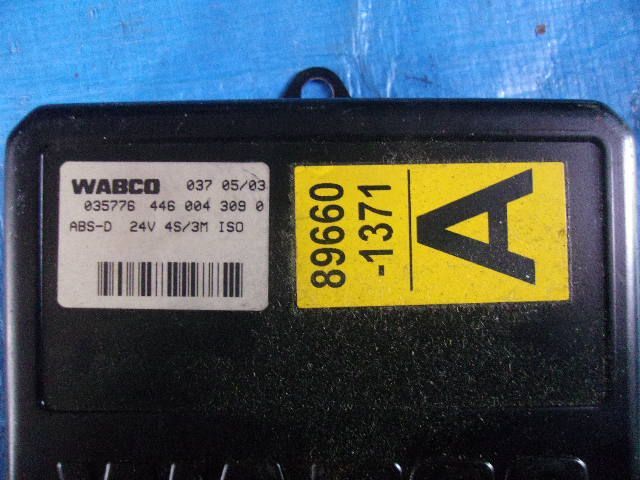 WABCO 037 05/03
035776 446 004 309 0
ABS-D 24V 4S/3M ISO
89660
-1371
A